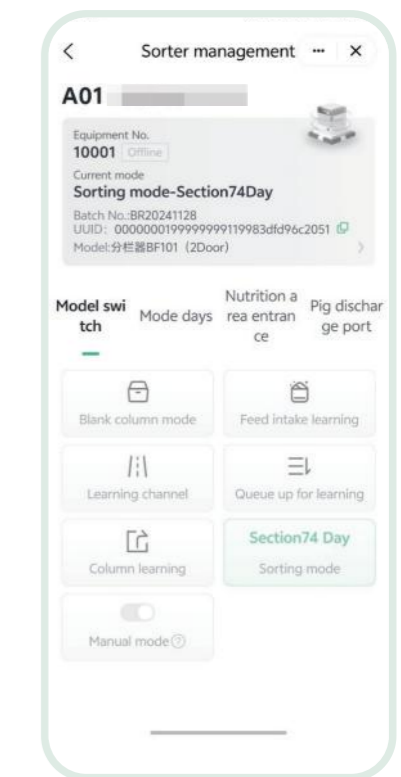 Sorter management
A01
Equipment No.
10001 Offline
Current mode
Sorting mode-Section74Day
Batch No.:BR20241128
UUID: 00000001999999991199​83dfd96c2051
Model:分栏器BF101 (2Door)
Model swi
tch
Mode days
Nutrition a
rea entran
ce
Pig dischar
ge port
Blank column mode
Feed intake learning
Learning channel
Queue up for learning
Column learning
Section74 Day
Sorting mode
Manual mode